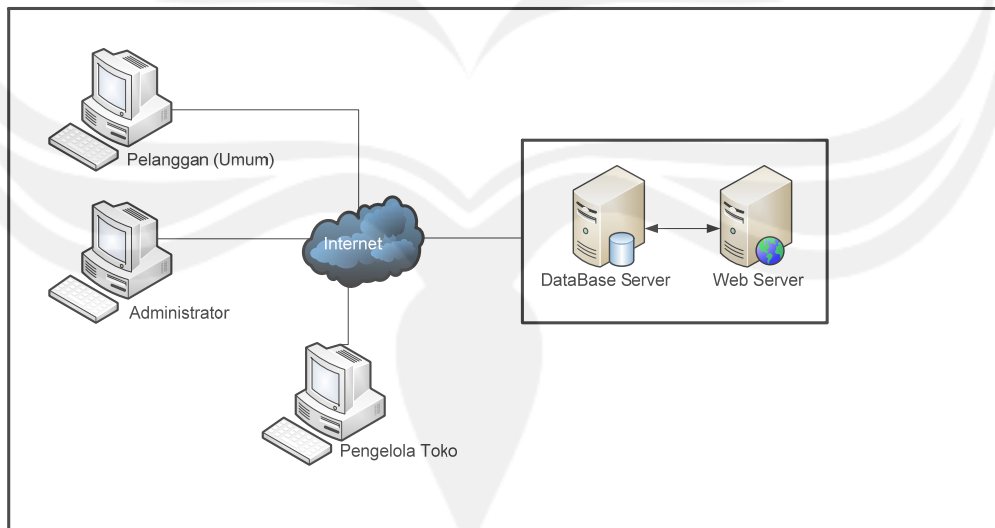 Pelanggan (Umum)
Administrator
Internet
DataBase Server
Web Server
Pengelola Toko